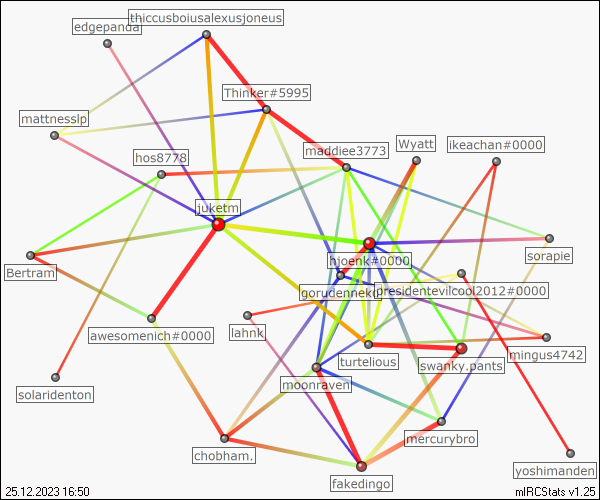 thiccusboiusalexusjoneus
edgepanda
Thinker#5995
mattnesslp
maddiee3773
Wyatt
ikeachan#0000
hos8778
juketm
sorapie
hjoenk#0000
Bertram
presidentevilcool2012#0000
lahnk
awesomenich#0000
mingus4742
turtelious
swanky.pants
moonraven
solaridenton
mercurybro
chobham.
yoshimanden
fakedingo
25.12.2023 16:50
mIRCStats v1.25